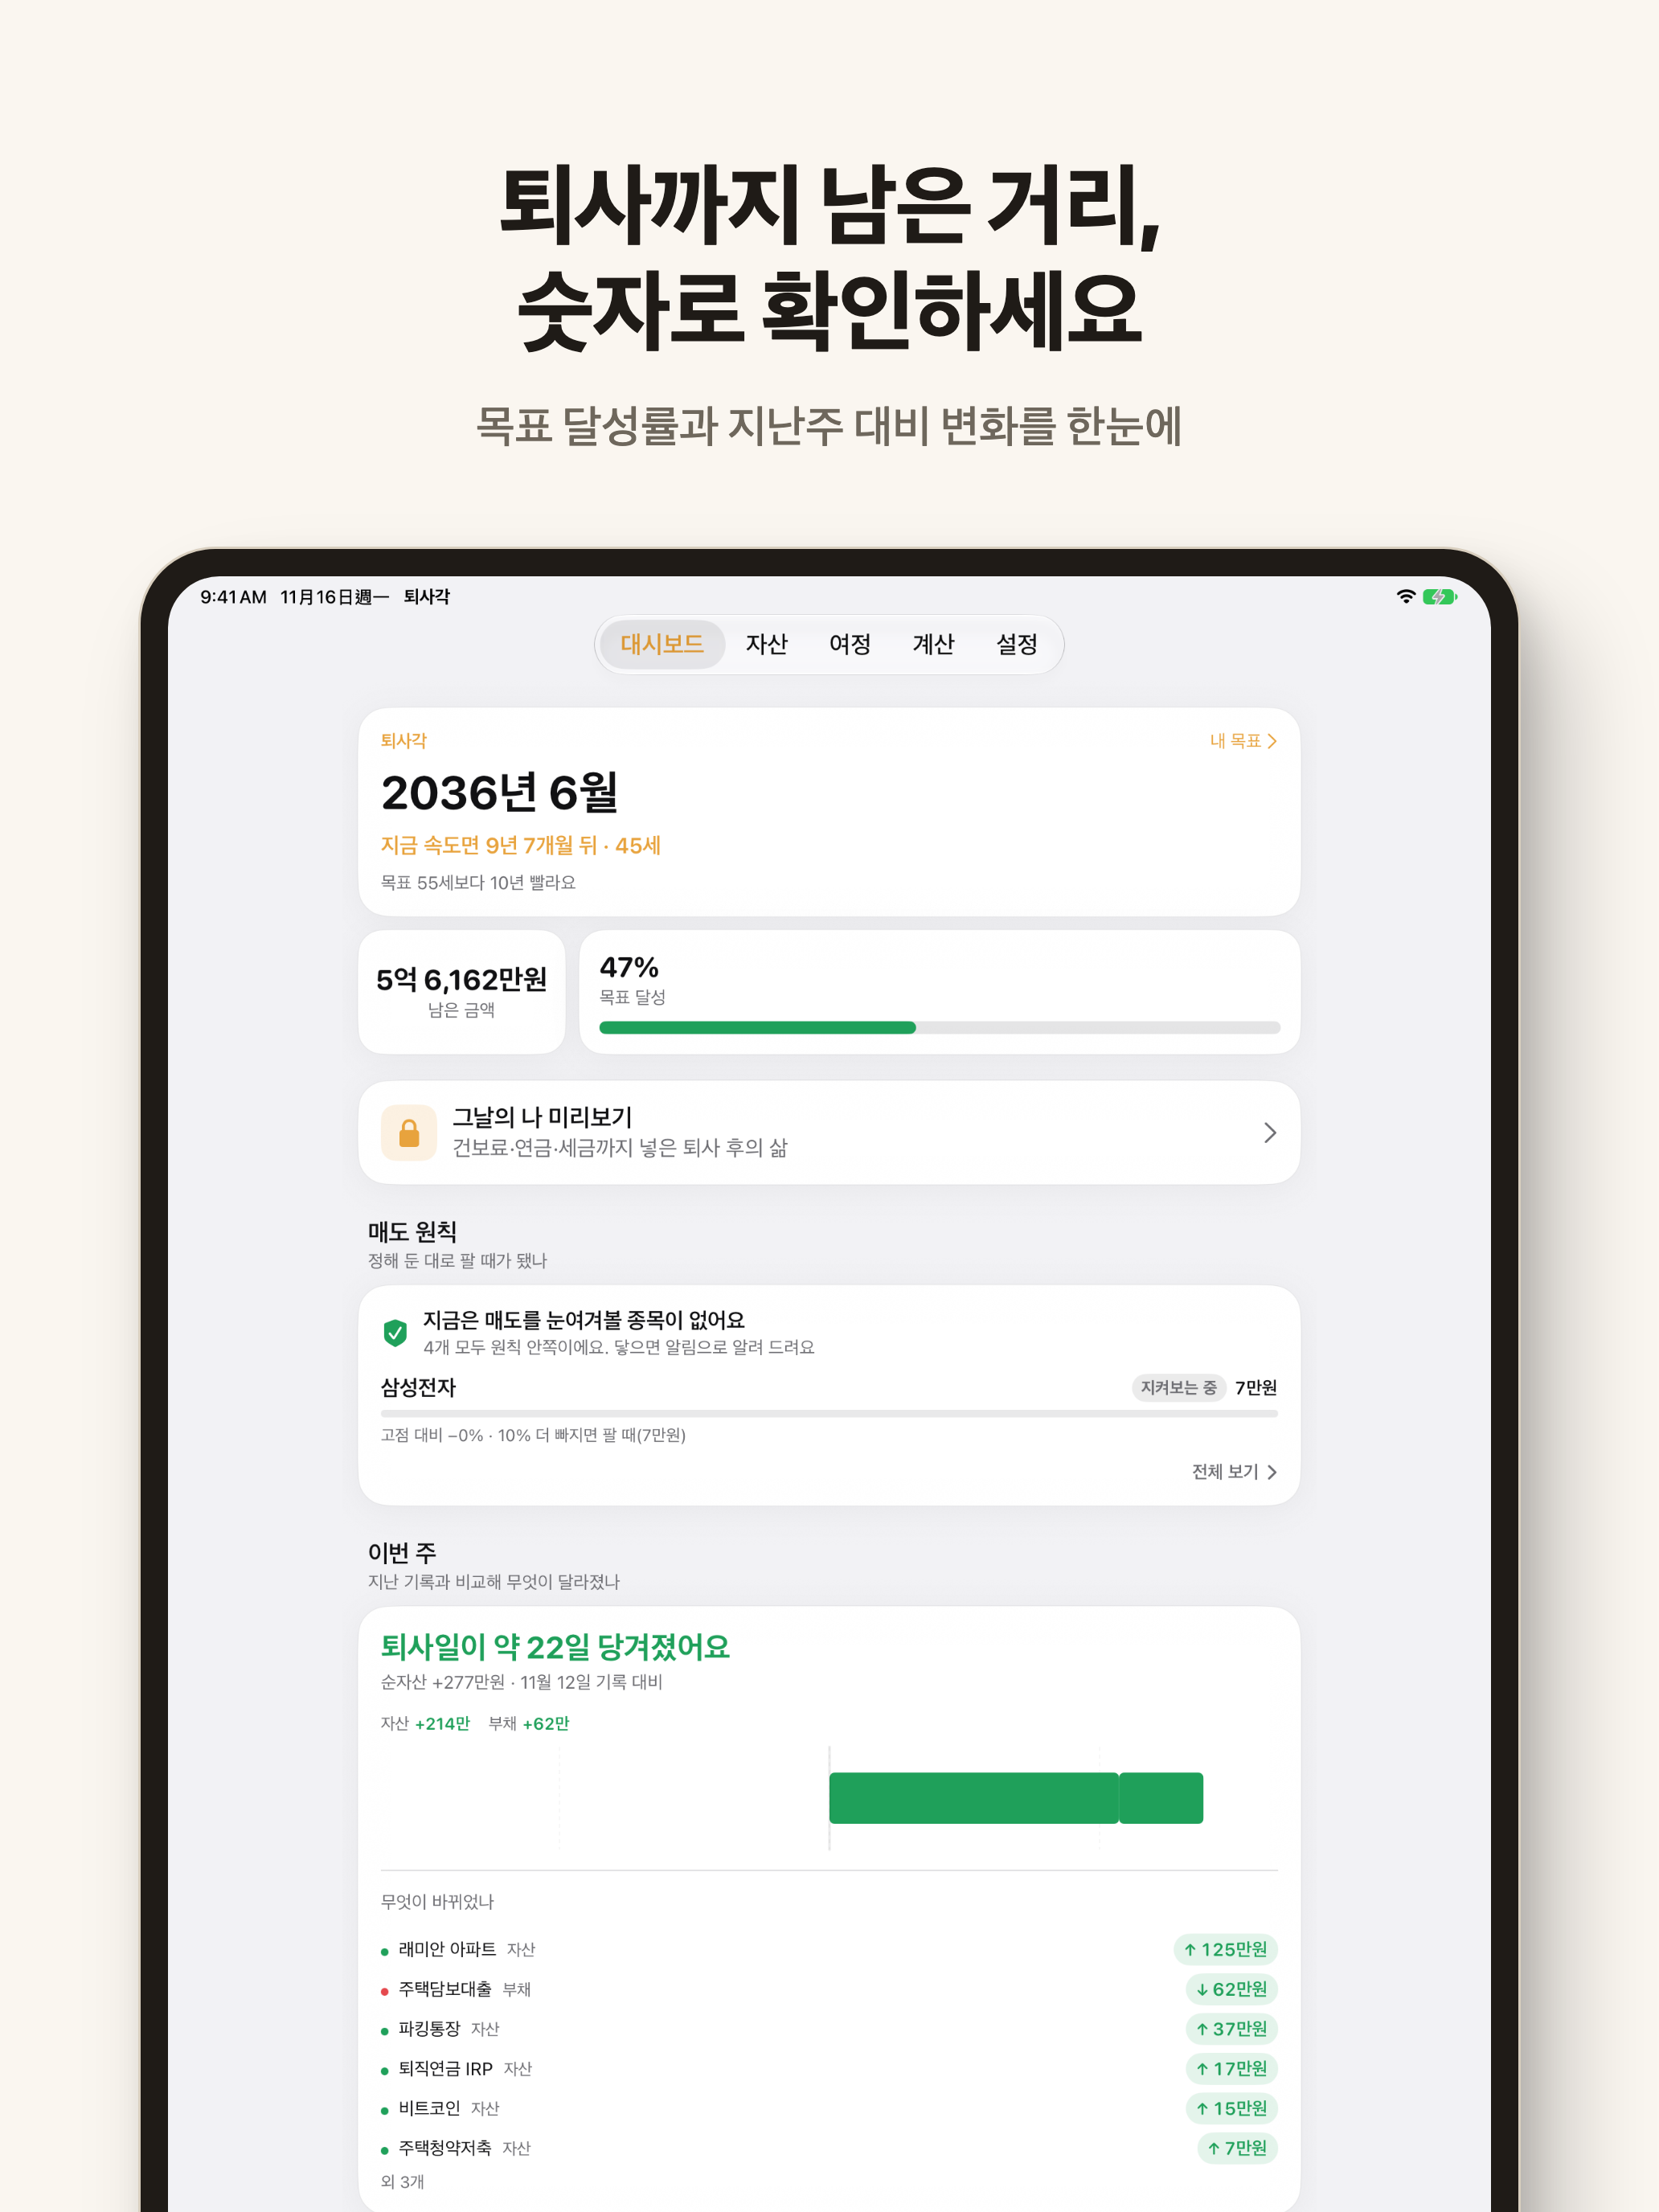 퇴사까지 남은 거리,
숫자로 확인하세요
목표 달성률과 지난주 대비 변화를 한눈에
9:41 AM 11月16日週一 퇴사각
대시보드 자산 여정 계산 설정
퇴사각 내 목표
2036년 6월
지금 속도면 9년 7개월 뒤 · 45세
목표 55세보다 10년 빨라요
5억 6,162만원
남은 금액
47%
목표 달성
그날의 나 미리보기
건보료·연금·세금까지 넣은 퇴사 후의 삶
매도 원칙
정해 둔 대로 팔 때가 됐나
지금은 매도를 눈여겨볼 종목이 없어요
4개 모두 원칙 안쪽이에요. 닿으면 알림으로 알려 드려요
삼성전자 지켜보는 중 7만원
고점 대비 −0% · 10% 더 빠지면 팔 때(7만원)
전체 보기
이번 주
지난 기록과 비교해 무엇이 달라졌나
퇴사일이 약 22일 당겨졌어요
순자산 +277만원 · 11월 12일 기록 대비
자산 +214만 부채 +62만
무엇이 바뀌었나
래미안 아파트 자산 ↑ 125만원
주택담보대출 부채 ↓ 62만원
파킹통장 자산 ↑ 37만원
퇴직연금 IRP 자산 ↑ 17만원
비트코인 자산 ↑ 15만원
주택청약저축 자산 ↑ 7만원
외 3개